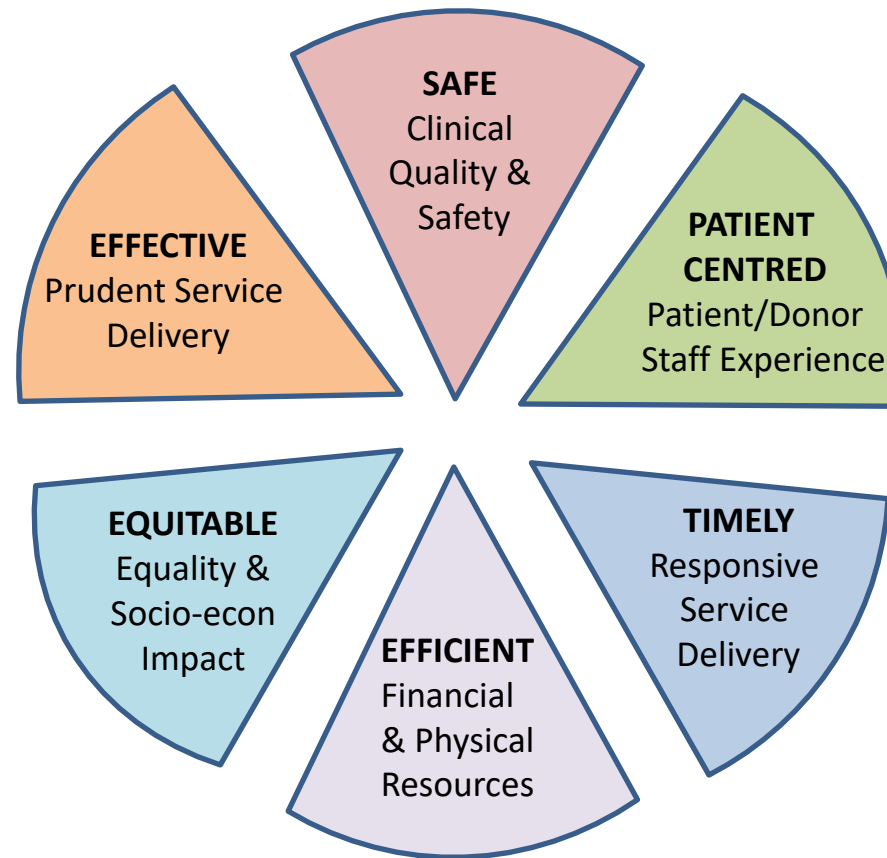 SAFE
Clinical
Quality &
Safety
PATIENT
CENTRED
Patient/Donor
Staff Experience
TIMELY
Responsive
Service
Delivery
EFFICIENT
Financial
& Physical
Resources
EQUITABLE
Equality &
Socio-econ
Impact
EFFECTIVE
Prudent Service
Delivery